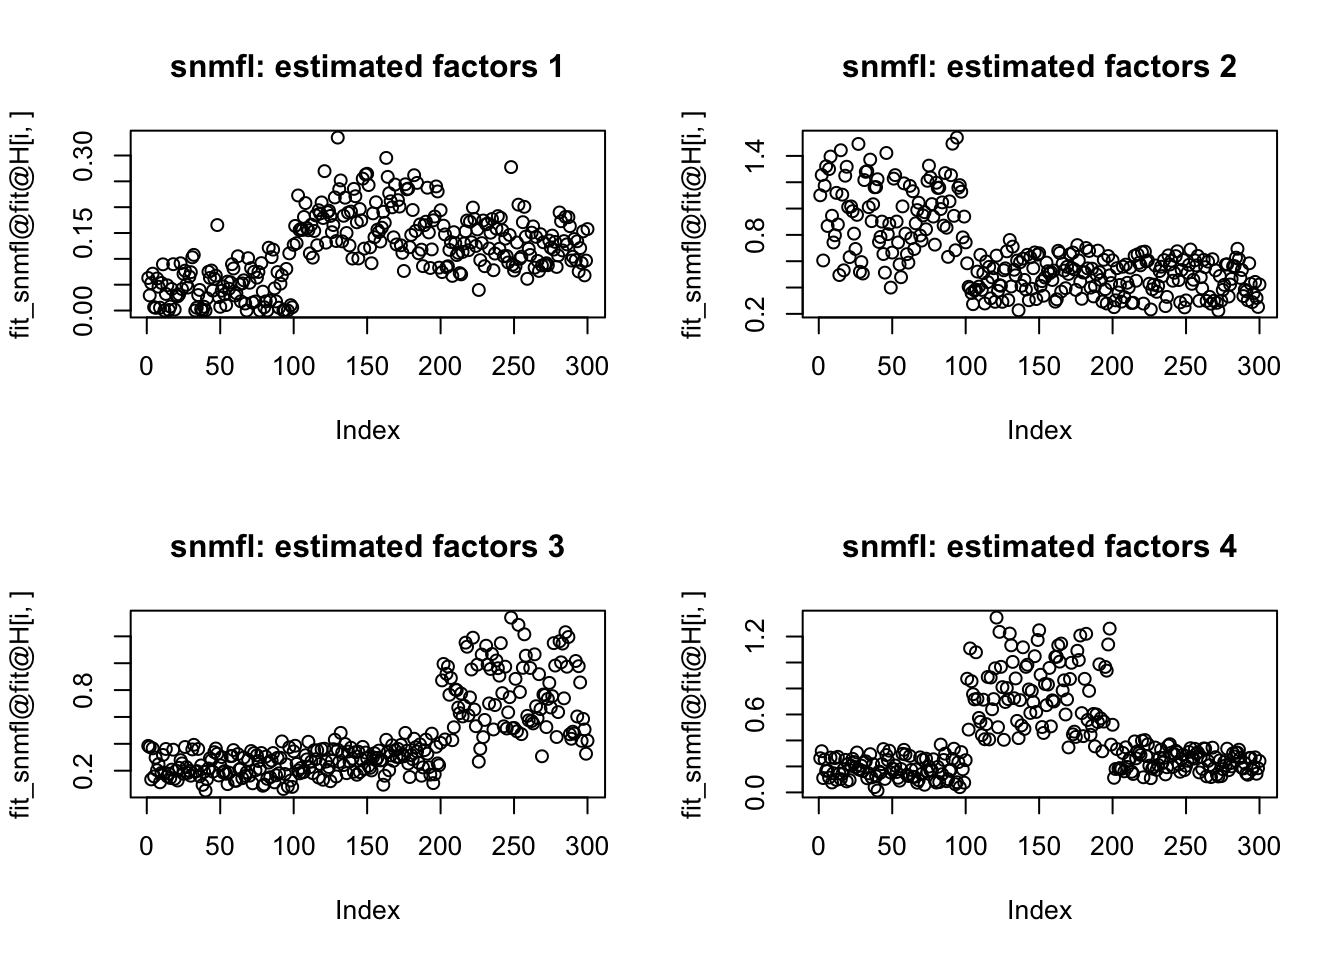 snmfl: estimated factors 1
fit_snmfl@fit@H[i, ]
0.30
0.15
0.00
0 50 100 150 200 250 300
Index
snmfl: estimated factors 2
fit_snmfl@fit@H[i, ]
1.4
0.8
0.2
0 50 100 150 200 250 300
Index
snmfl: estimated factors 3
fit_snmfl@fit@H[i, ]
0.8
0.2
0 50 100 150 200 250 300
Index
snmfl: estimated factors 4
fit_snmfl@fit@H[i, ]
1.2
0.6
0.0
0 50 100 150 200 250 300
Index